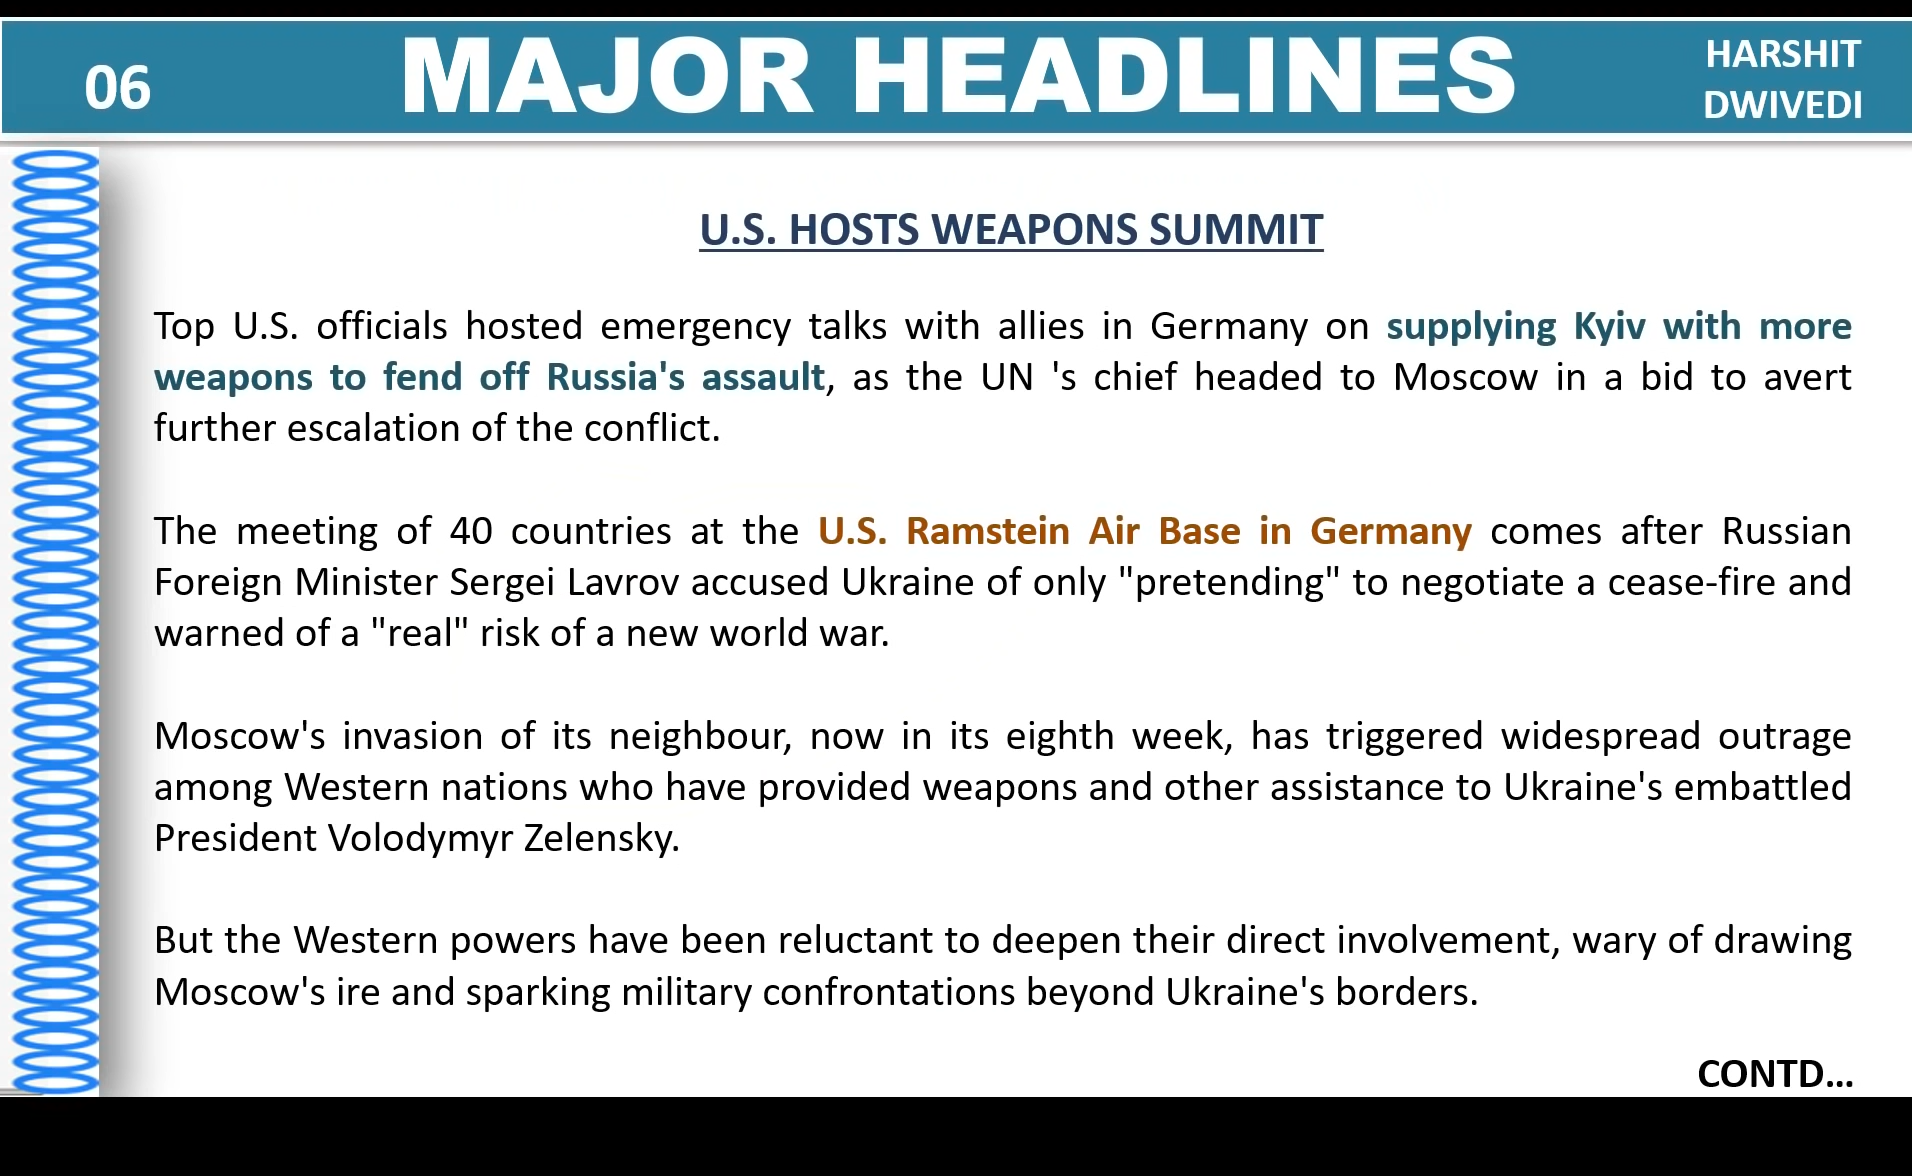 06
MAJOR HEADLINES
HARSHIT
DWIVEDI
U.S. HOSTS WEAPONS SUMMIT
Top U.S. officials hosted emergency talks with allies in Germany on supplying Kyiv with more
weapons to fend off Russia's assault, as the UN 's chief headed to Moscow in a bid to avert
further escalation of the conflict.
The meeting of 40 countries at the U.S. Ramstein Air Base in Germany comes after Russian
Foreign Minister Sergei Lavrov accused Ukraine of only "pretending" to negotiate a cease-fire and
warned of a "real" risk of a new world war.
Moscow's invasion of its neighbour, now in its eighth week, has triggered widespread outrage
among Western nations who have provided weapons and other assistance to Ukraine's embattled
President Volodymyr Zelensky.
But the Western powers have been reluctant to deepen their direct involvement, wary of drawing
Moscow's ire and sparking military confrontations beyond Ukraine's borders.
CONTD...